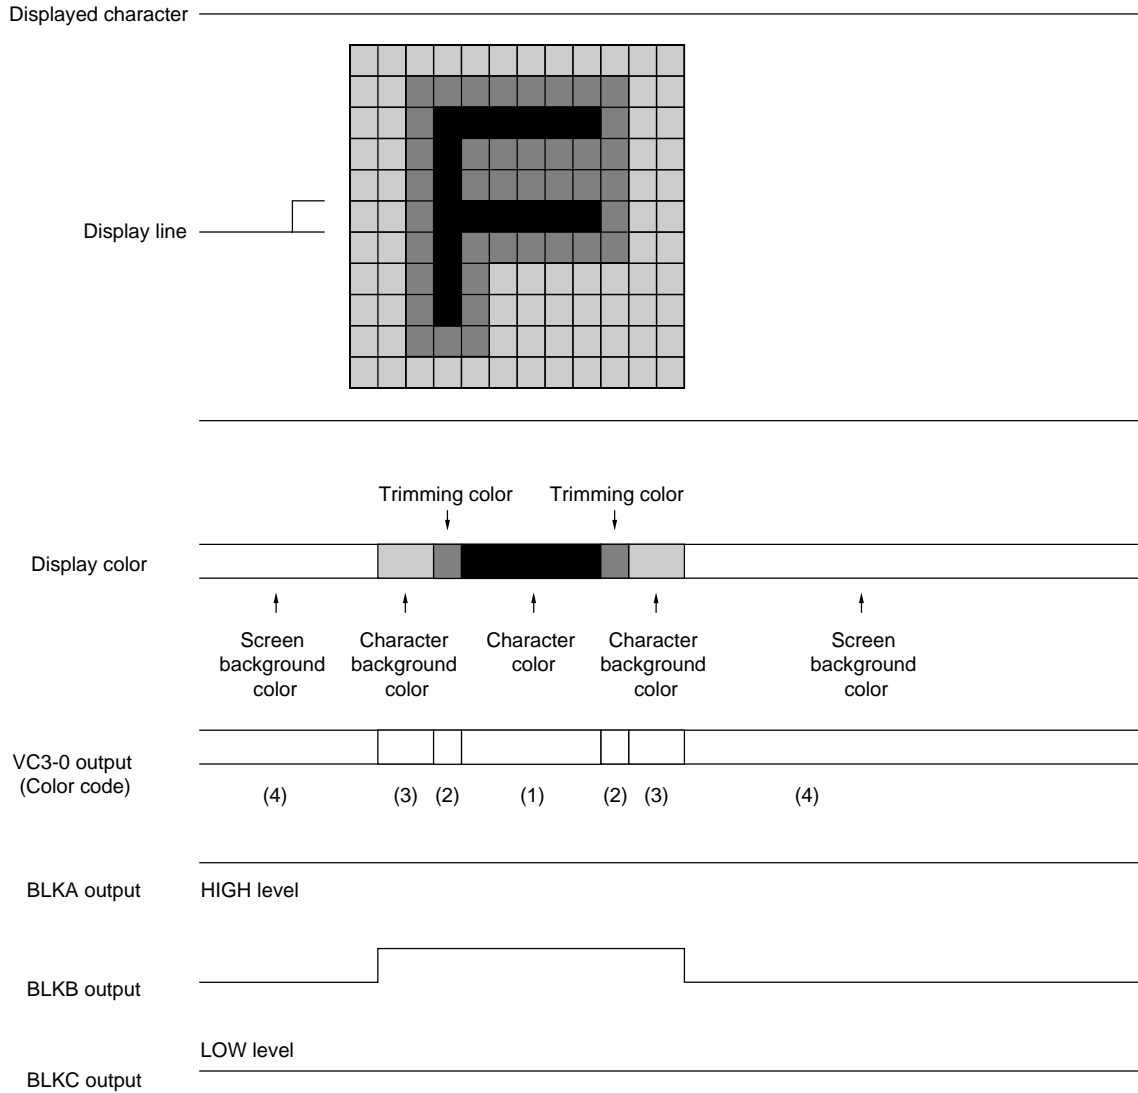 Displayed character
Display line
Trimming color Trimming color
Display color
Screen background color
Character background color
Character color
Character background color
Screen background color
VC3-0 output
(Color code)
(4) (3) (2) (1) (2) (3) (4)
BLKA output HIGH level
BLKB output
LOW level
BLKC output